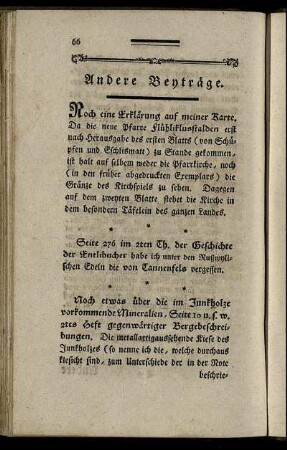 66
Andere Beyträge.
Noch eine Erklärung auf meiner Karte.
Da die neue Pfarre Flühliklusstalden erst
nach Herausgabe des ersten Blatts (von Schü-
pfen und Eschlismatt) zu Stande gekommen,
ist halt auf selbem weder die Pfarrkirche, noch
(in den früher abgedruckten Exemplars) die
Gränze des Kirchspiels zu sehen. Dagegen
auf dem zweyten Blatte stehet die Kirche in
dem besondern Täfelein des ganzen Landes.
* * *
Seite 276 im 2ten Th. der Geschichte
der Entlibucher habe ich unter den Rußwyli-
schen Edeln die von Tannenfels vergessen.
* * *
Noch etwas über die im Junkholze
vorkommende Mineralien, Seite 10 u. s. w.
2tes Heft gegenwärtiger Bergebeschrei-
bungen. Die metallartigaussehende Kiese des
Junkholzes (so nenne ich die, welche durchaus
kiesicht sind, zum Unterschiede der in der Note
beschrie-